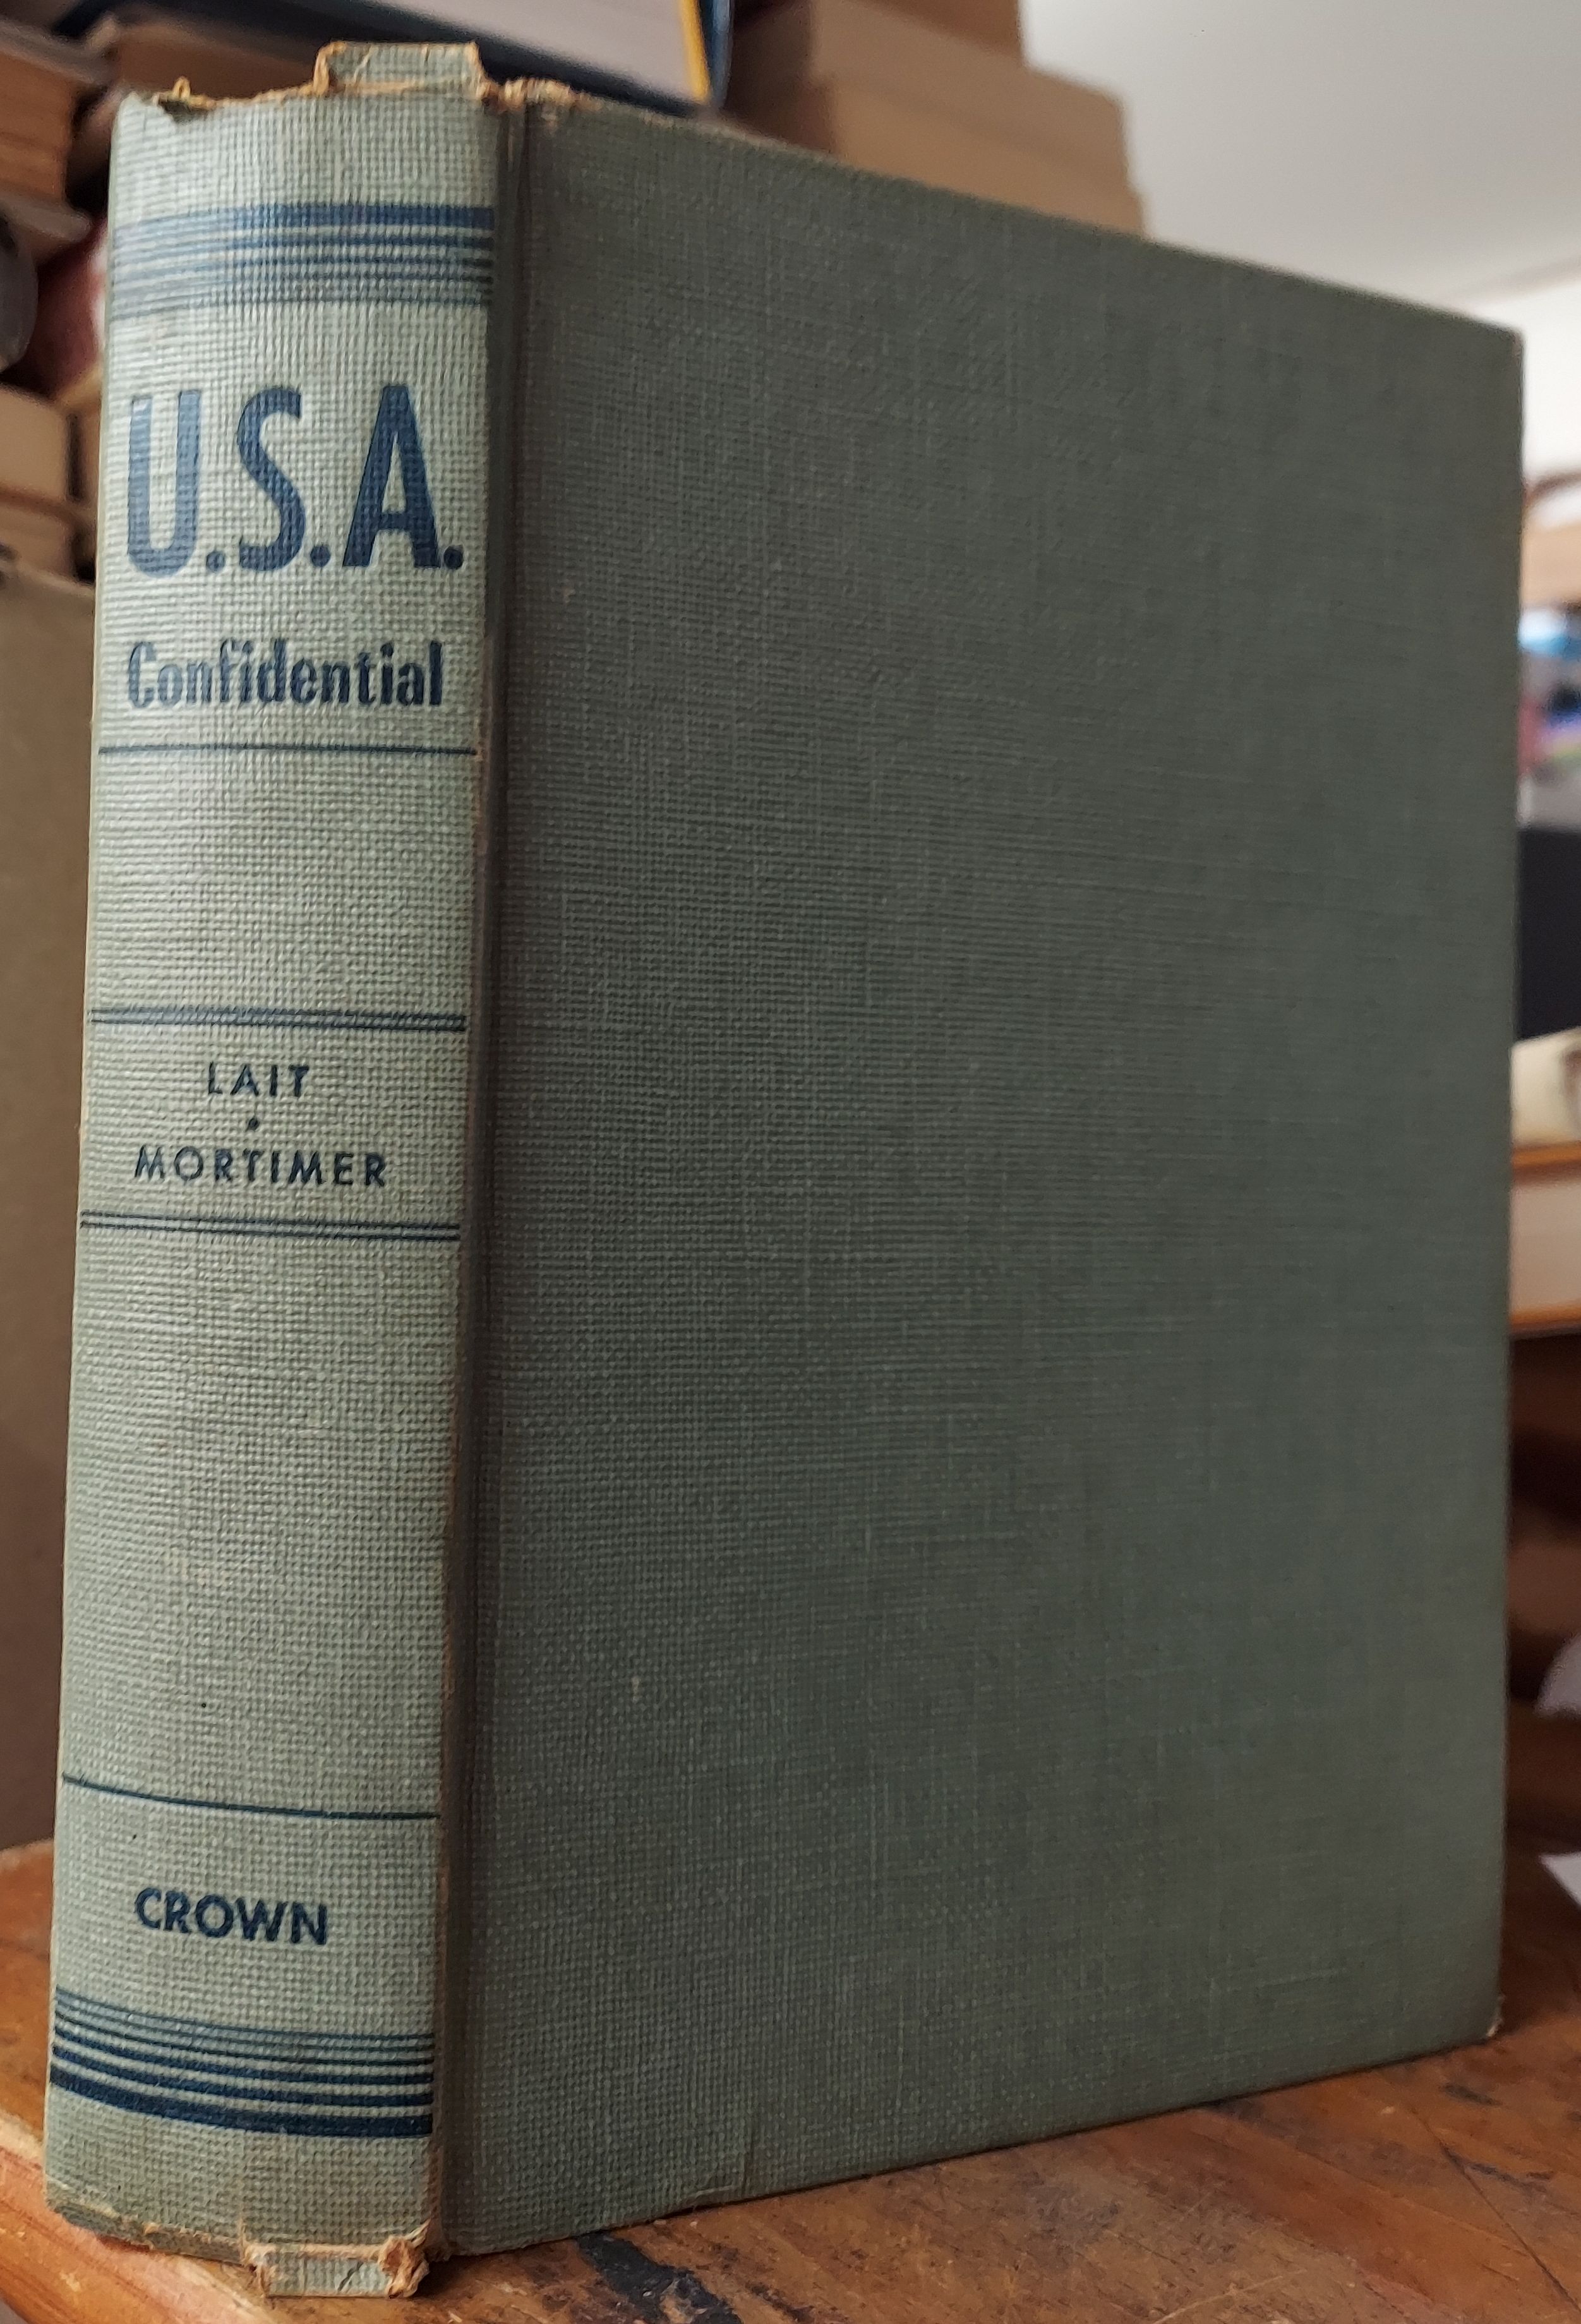 U.S.A.
Confidential
LAIT
•
MORTIMER
CROWN